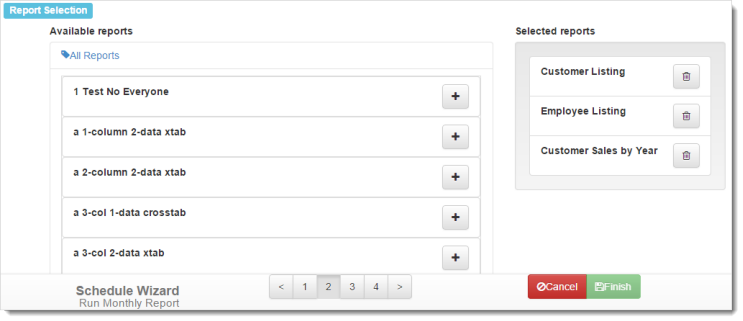 Report Selection
Available reports
All Reports
1 Test No Everyone
a 1-column 2-data xtab
a 2-column 2-data xtab
a 3-col 1-data crosstab
a 3-col 2-data xtab
Selected reports
Customer Listing
Employee Listing
Customer Sales by Year
Schedule Wizard
Run Monthly Report
< 1 2 3 4 >
Cancel Finish